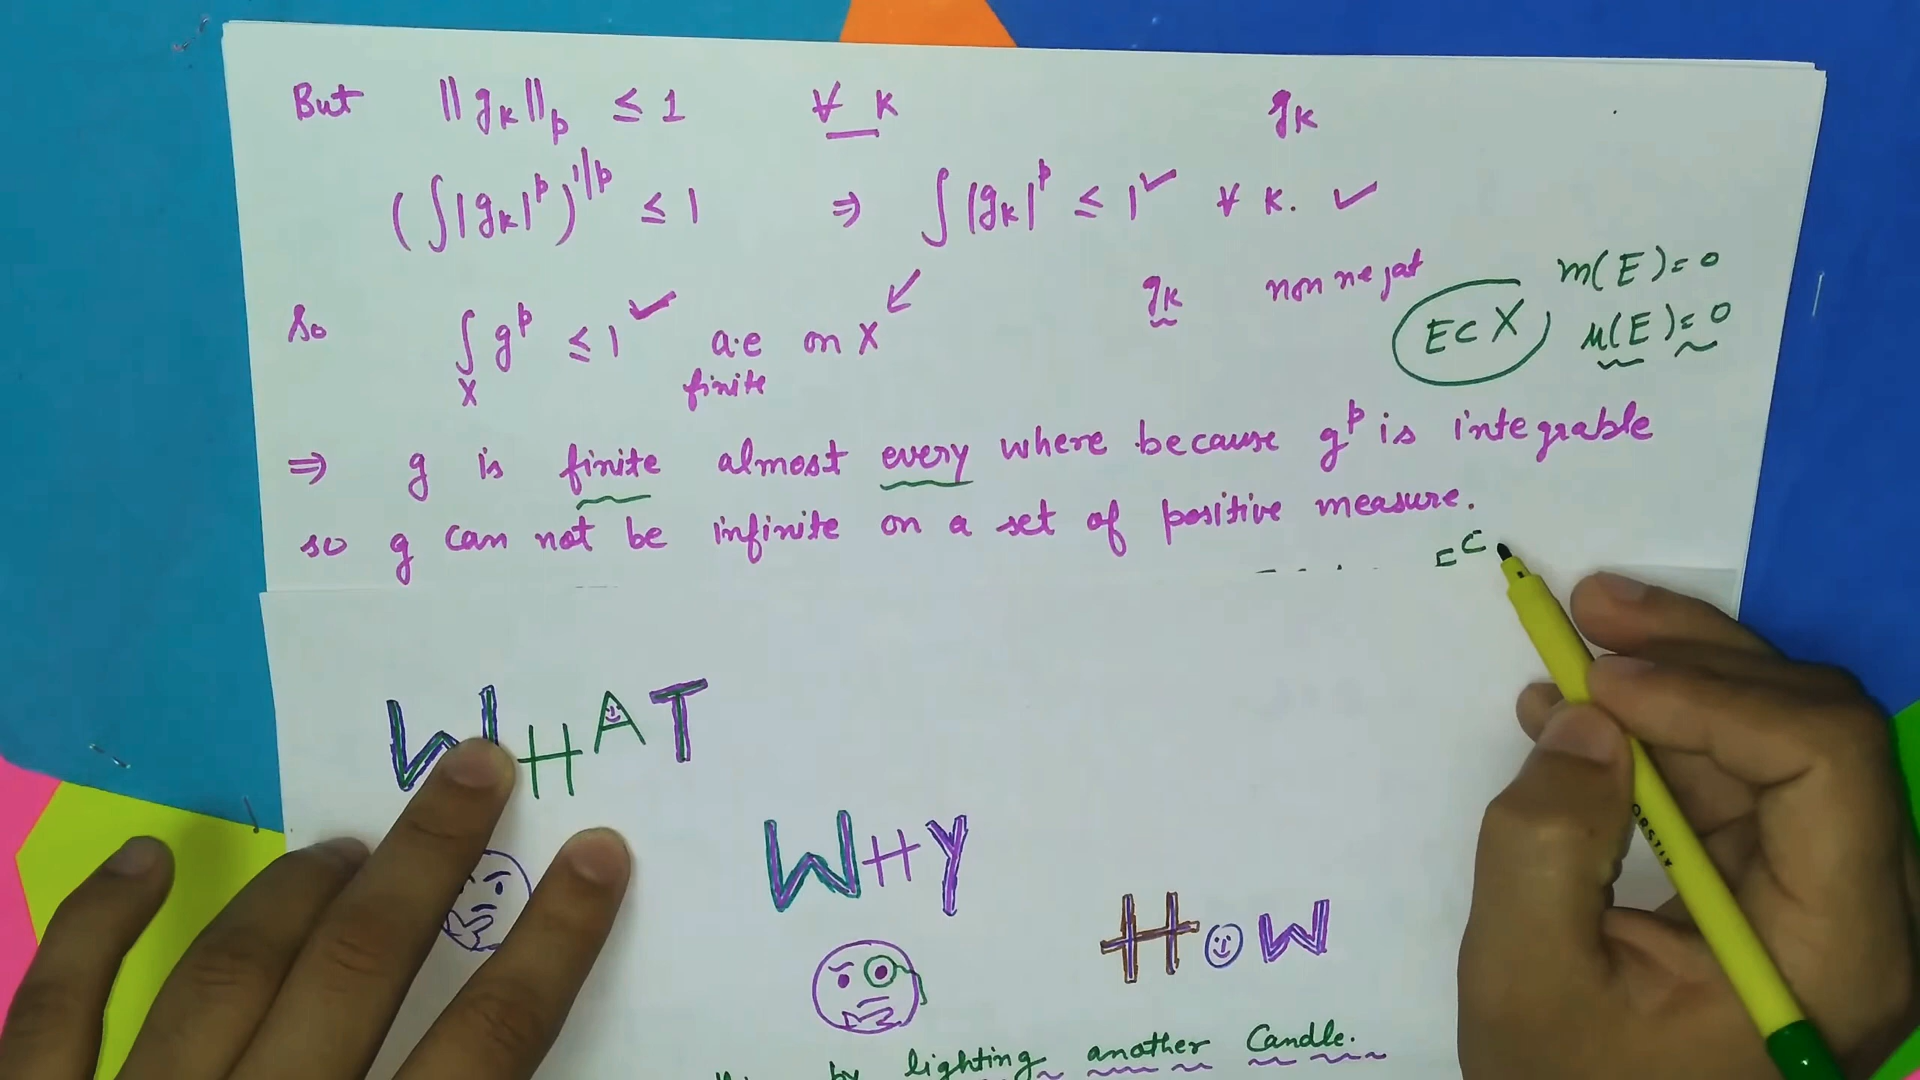 But ||g_K||_p ≤ 1 ∀ K g_K
(∫|g_K|^p)^{1/p} ≤ 1 ⇒ ∫|g_K|^p ≤ 1 ✓ ∀ K. ✓
g_K non negat m(E) = 0
So ∫_X g^p ≤ 1 ✓ a.e on X E ⊂ X μ(E) = 0
finite
⇒ g is finite almost every where because g^p is integrable
so g can not be infinite on a set of positive measure.
E^C
WHAT
WHY
HOW
by lighting another Candle.
ORSTIX